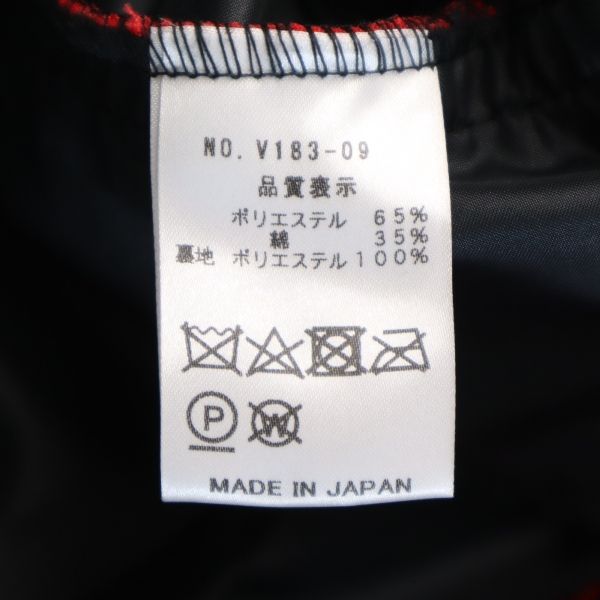 NO. V183-09
品質表示
ポリエステル 65%
綿 35%
裏地 ポリエステル100%
P W
MADE IN JAPAN